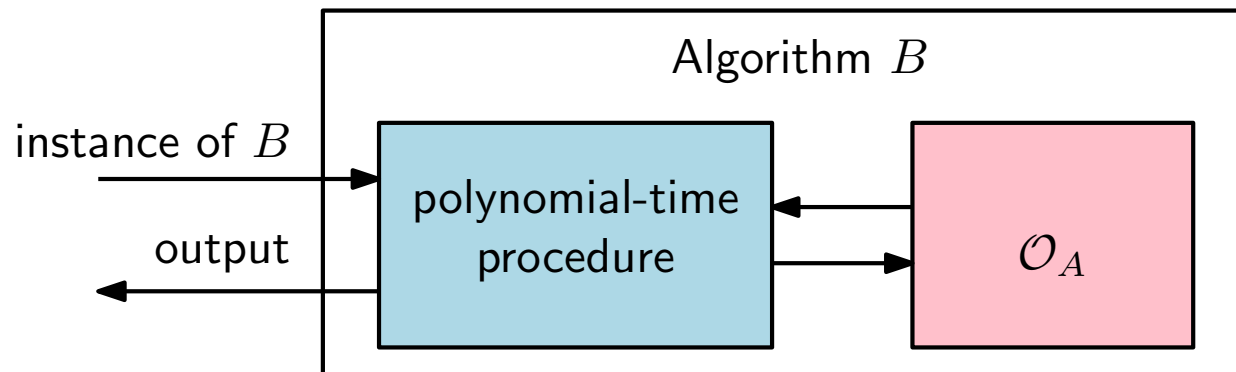 Algorithm B
instance of B
polynomial-time
procedure
output
𝒪_A